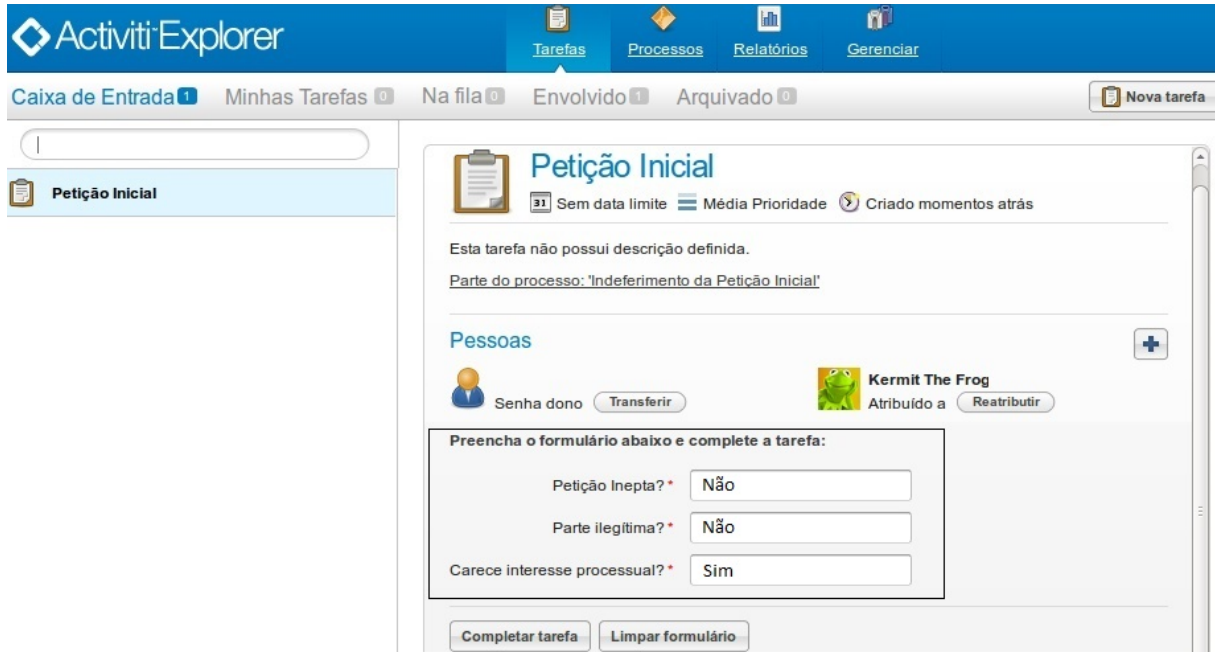 Activiti Explorer
Tarefas Processos Relatórios Gerenciar
Caixa de Entrada 1 Minhas Tarefas 0 Na fila 0 Envolvido 1 Arquivado 0 Nova tarefa
Petição Inicial
Petição Inicial
31 Sem data limite Média Prioridade Criado momentos atrás
Esta tarefa não possui descrição definida.
Parte do processo: 'Indeferimento da Petição Inicial'
Pessoas
Senha dono Transferir
Kermit The Frog
Atribuído a Reatributir
Preencha o formulário abaixo e complete a tarefa:
Petição Inepta? * Não
Parte ilegítima? * Não
Carece interesse processual? * Sim
Completar tarefa Limpar formulário